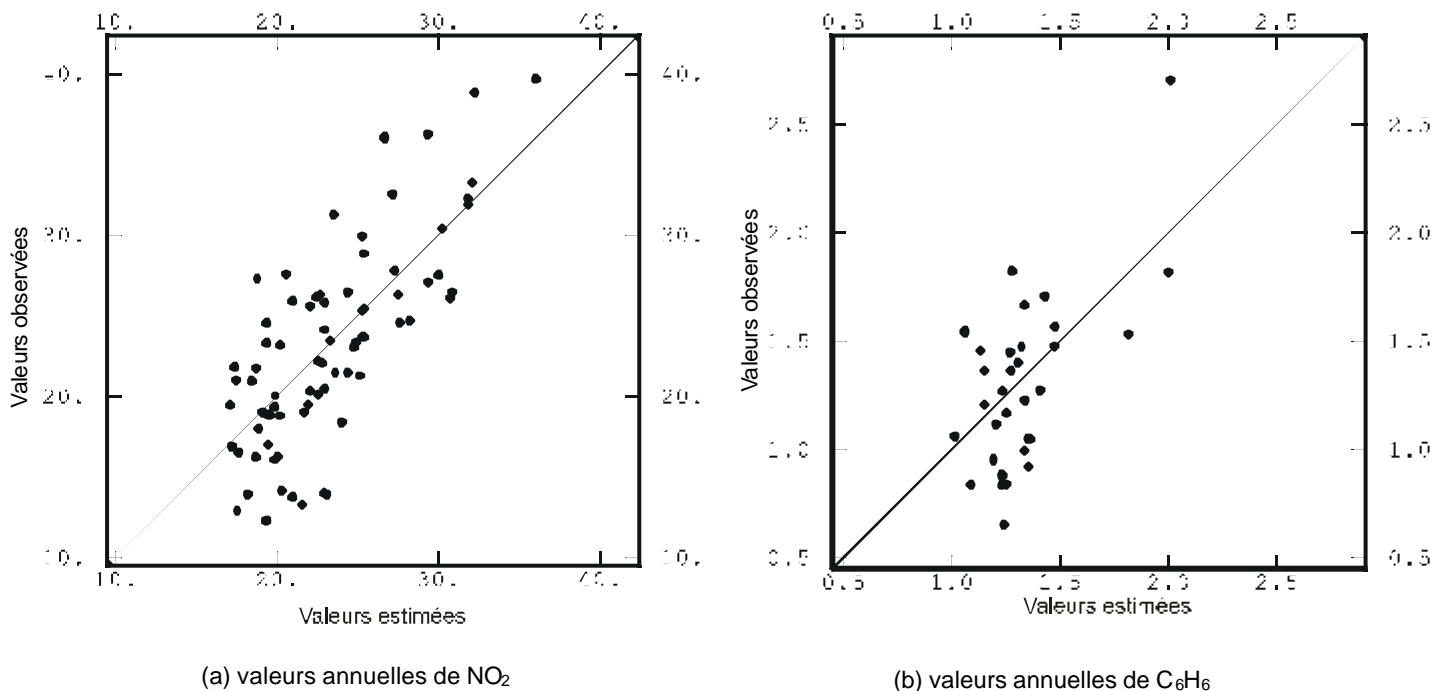 10. 20. 30. 40.
0.5 1.0 1.5 2.0 2.5
40. 40.
2.5 2.5
30. 30.
2.0 2.0
Valeurs observées
Valeurs observées
1.5 1.5
20. 20.
1.0 1.0
10. 10.
0.5 0.5
10. 20. 30. 40.
0.5 1.0 1.5 2.0 2.5
Valeurs estimées
Valeurs estimées
(a) valeurs annuelles de NO₂
(b) valeurs annuelles de C₆H₆